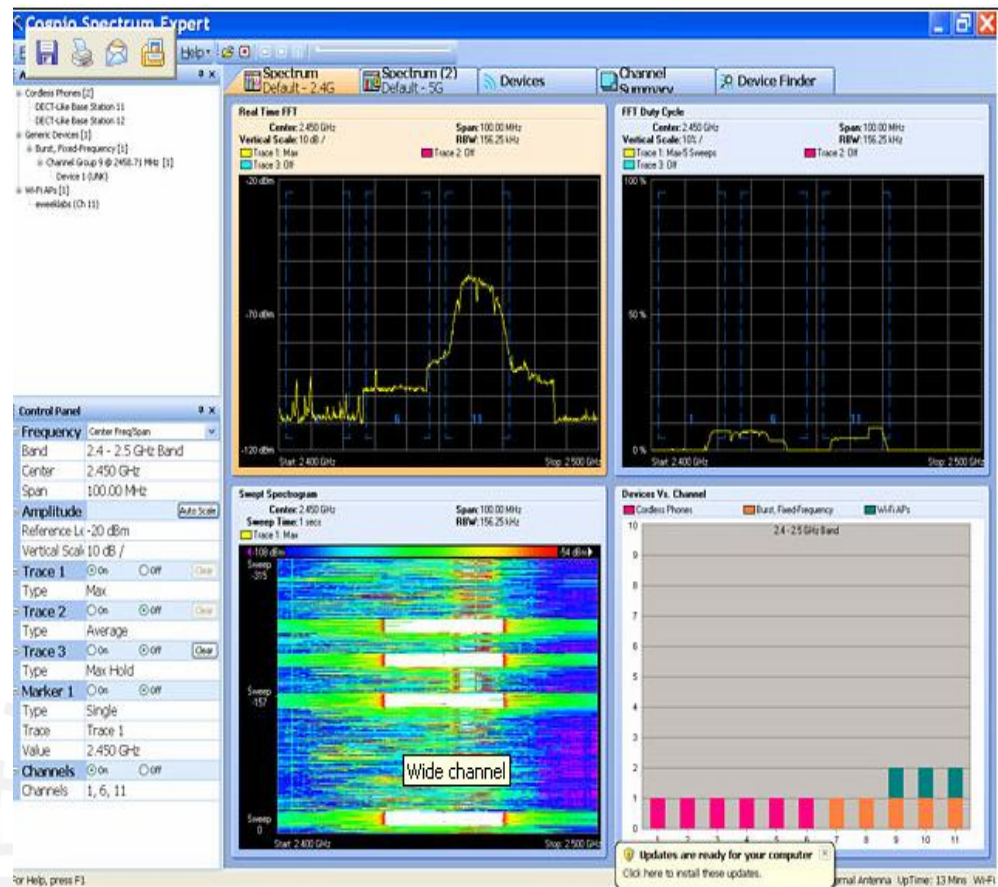 Cognio Spectrum Expert
Help
Spectrum
Default - 2.4G
Spectrum (2)
Default - 5G
Devices
Channel
Summary
Device Finder
Cordless Phones [2]
DECT-Like Base Station 11
DECT-Like Base Station 12
Generic Devices [1]
Burst, Fixed-Frequency [1]
Channel Group 9 @ 2458.71 MHz [1]
Device 1 (UNK)
Wi-Fi APs [1]
eweeklabs (Ch 11)
Real Time FFT
Center: 2.450 GHz
Span: 100.00 MHz
Vertical Scale: 10 dB /
RBW: 156.25 kHz
Trace 1: Max
Trace 2: Off
Trace 3: Off
-20 dBm
-70 dBm
-120 dBm
6
11
Start: 2.400 GHz
Stop: 2.500 GHz
FFT Duty Cycle
Center: 2.450 GHz
Span: 100.00 MHz
Vertical Scale: 10% /
RBW: 156.25 kHz
Trace 1: Max-5 Sweeps
Trace 2: Off
Trace 3: Off
100 %
50 %
0 %
1
6
11
Start: 2.400 GHz
Stop: 2.500 GHz
Control Panel
Frequency Center Freq/Span
Band 2.4 - 2.5 GHz Band
Center 2.450 GHz
Span 100.00 MHz
Amplitude Auto Scale
Reference Le -20 dBm
Vertical Scale 10 dB /
Trace 1 On Off Clear
Type Max
Trace 2 On Off Clear
Type Average
Trace 3 On Off Clear
Type Max Hold
Marker 1 On Off
Type Single
Trace Trace 1
Value 2.450 GHz
Channels On Off
Channels 1, 6, 11
Swept Spectrogram
Center: 2.450 GHz
Span: 100.00 MHz
Sweep Time: 1 secs
RBW: 156.25 kHz
Trace 1: Max
-108 dBm
-54 dBm
Sweep
-315
Sweep
-157
Sweep
0
Wide channel
Start: 2.400 GHz
Stop: 2.500 GHz
Devices Vs. Channel
Cordless Phones
Burst, Fixed-Frequency
Wi-Fi APs
2.4 - 2.5 GHz Band
10
9
8
7
6
5
4
3
2
1
0
1 2 3 4 5 6 7 8 9 10 11
Updates are ready for your computer
Click here to install these updates.
For Help, press F1
rnal Antenna UpTime: 13 Mins Wi-Fi